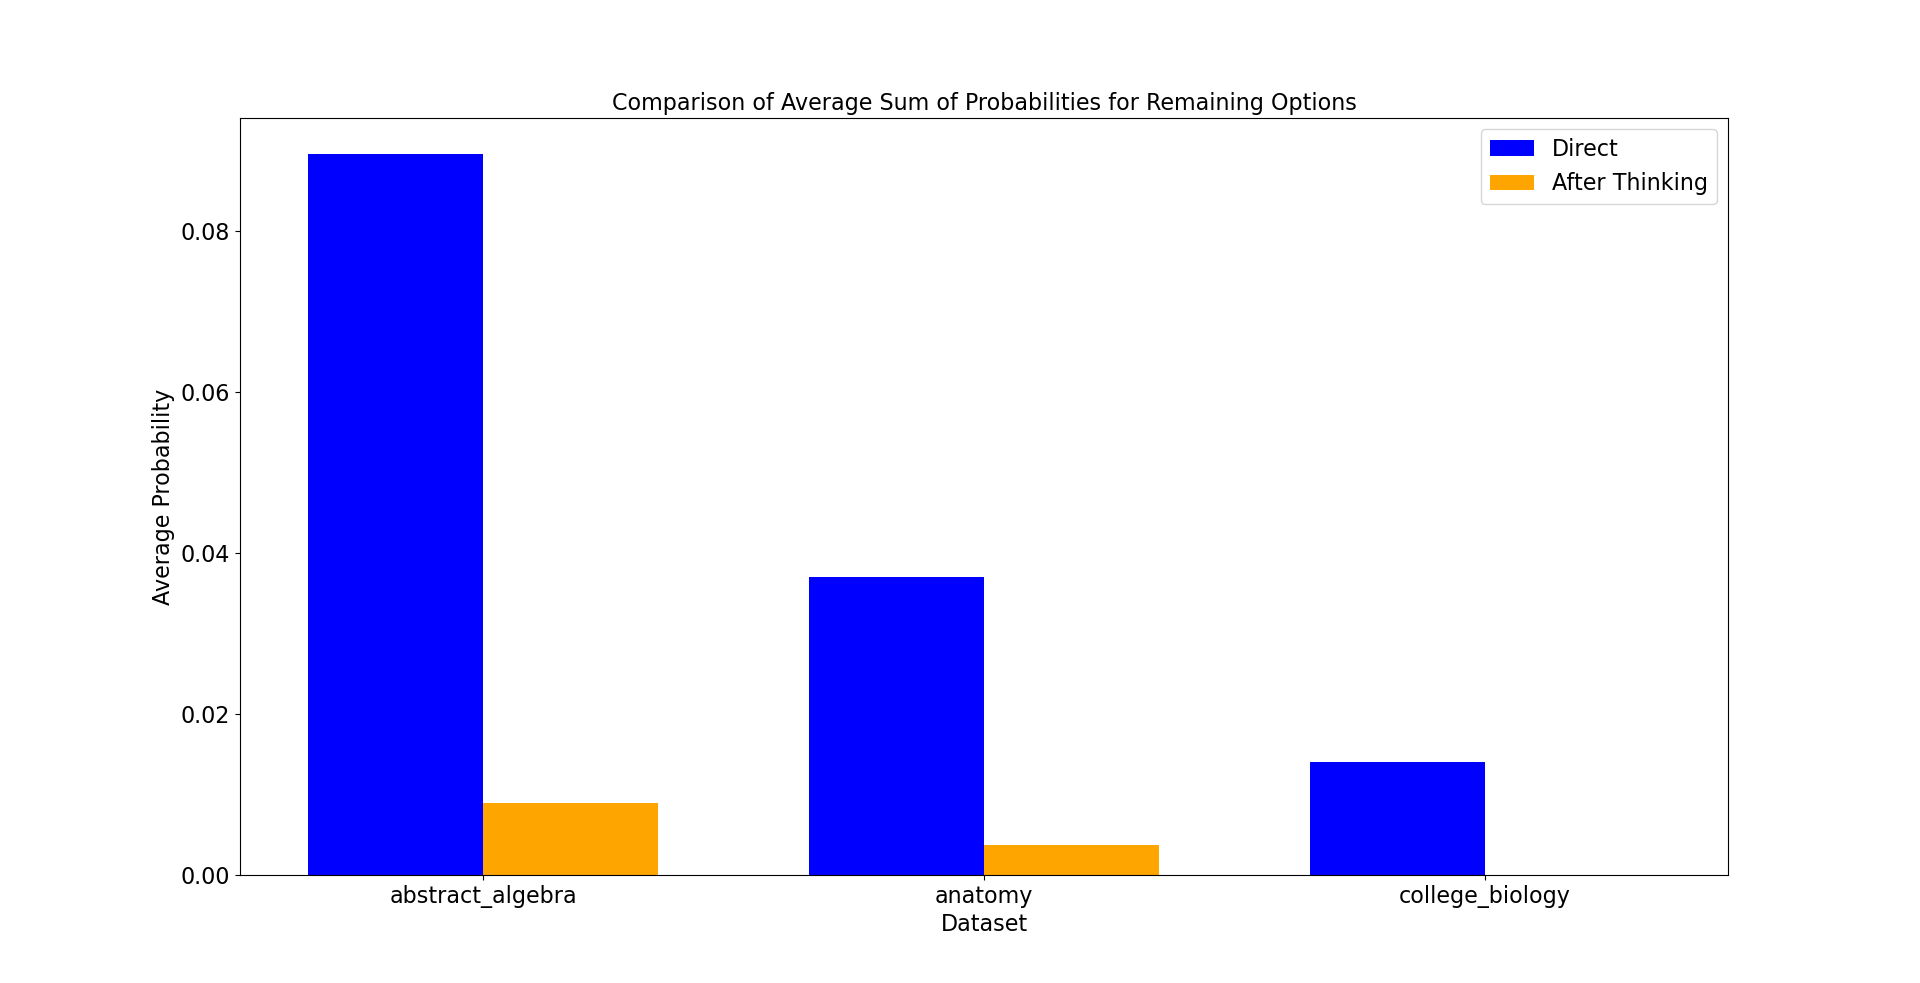 Comparison of Average Sum of Probabilities for Remaining Options
Direct
After Thinking
Average Probability
0.08
0.06
0.04
0.02
0.00
abstract_algebra
anatomy
college_biology
Dataset